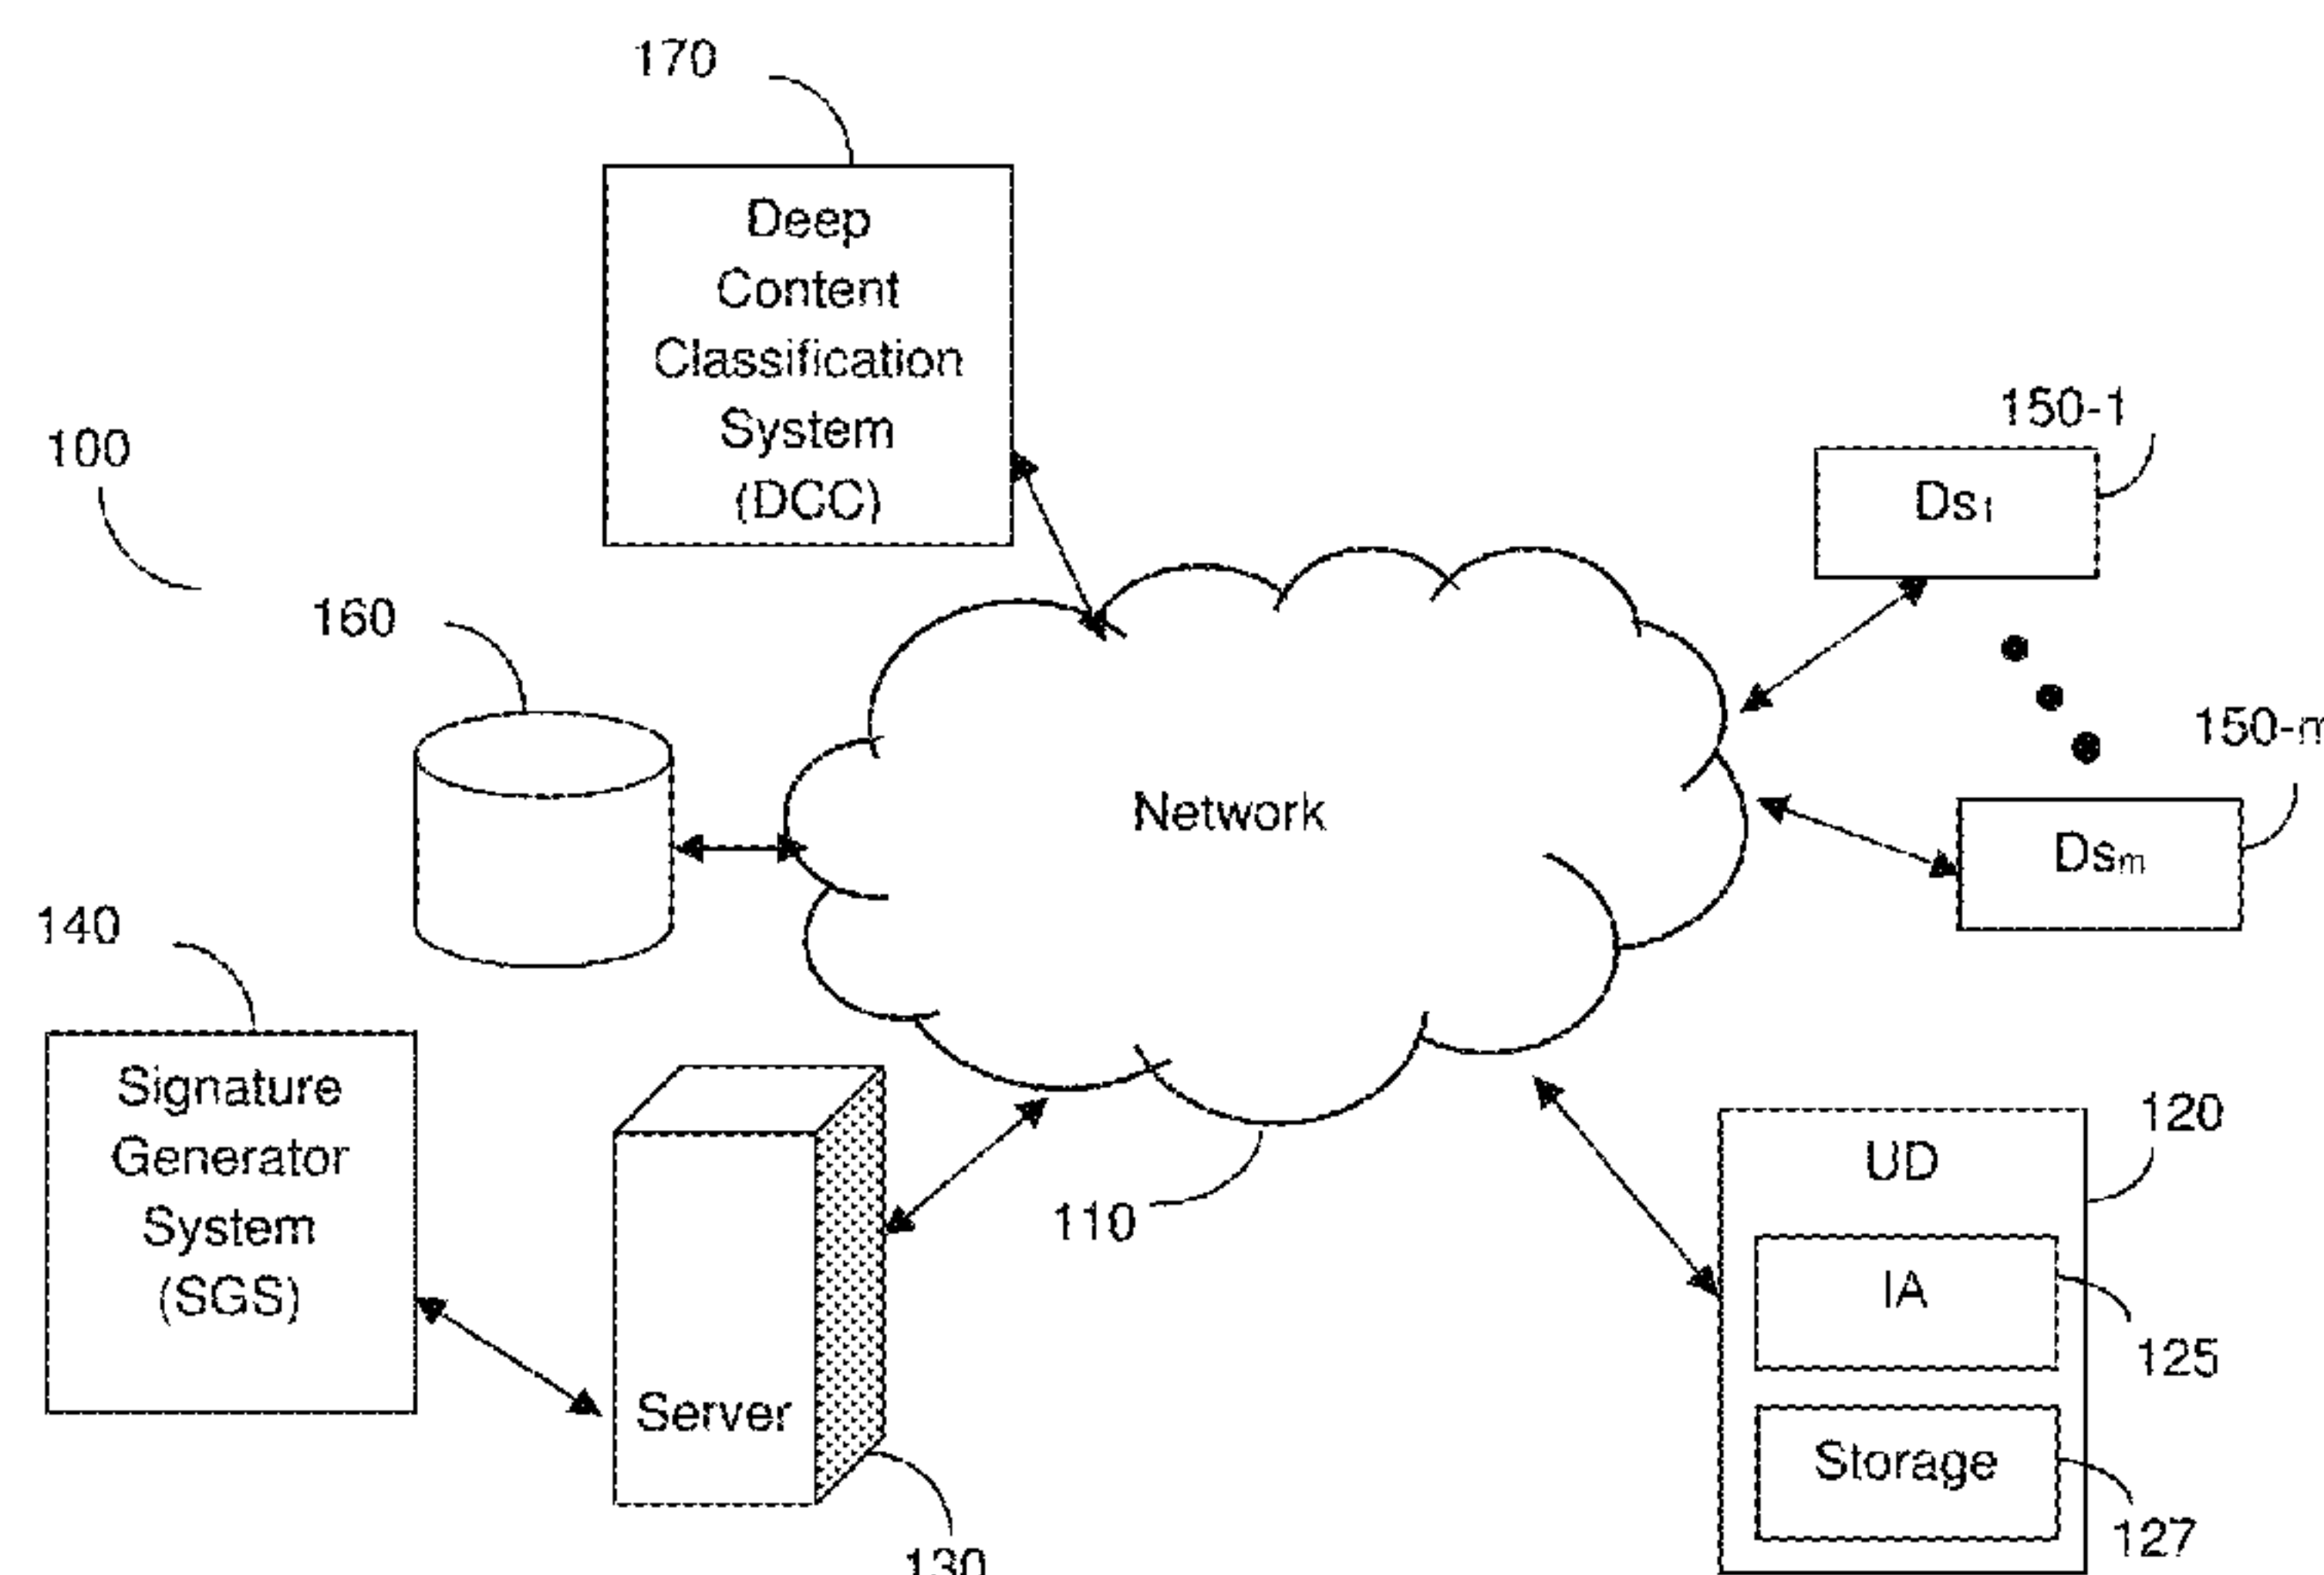 170
Deep
Content
Classification
System
(DCC)
100
160
150-1
Ds1
150-m
Dsm
Network
140
Signature
Generator
System
(SGS)
Server
130
110
120
UD
IA
125
Storage
127